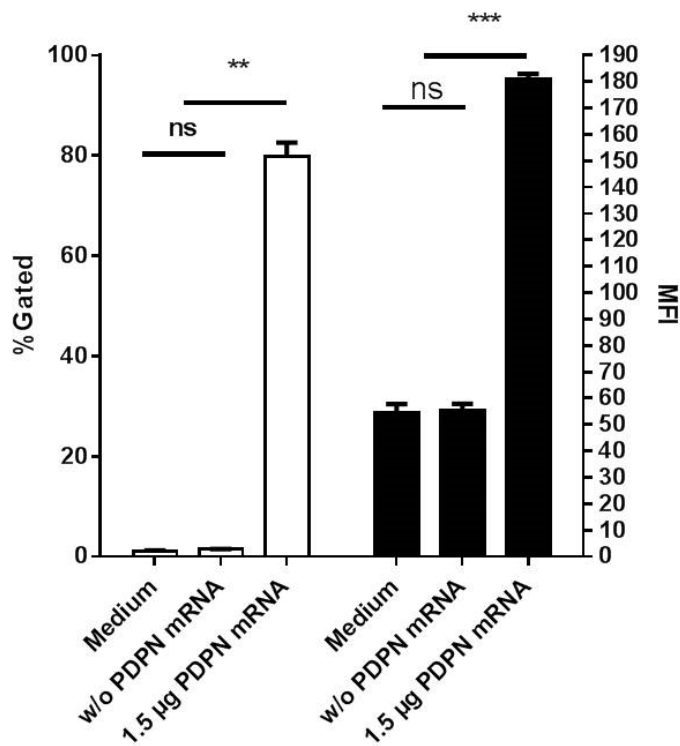 ***
100
**
ns
ns
80
60
40
20
0
% Gated
190
180
170
160
150
140
130
120
110
100
90
80
70
60
50
40
30
20
10
0
MFI
Medium
w/o PDPN mRNA
1.5 µg PDPN mRNA
Medium
w/o PDPN mRNA
1.5 µg PDPN mRNA